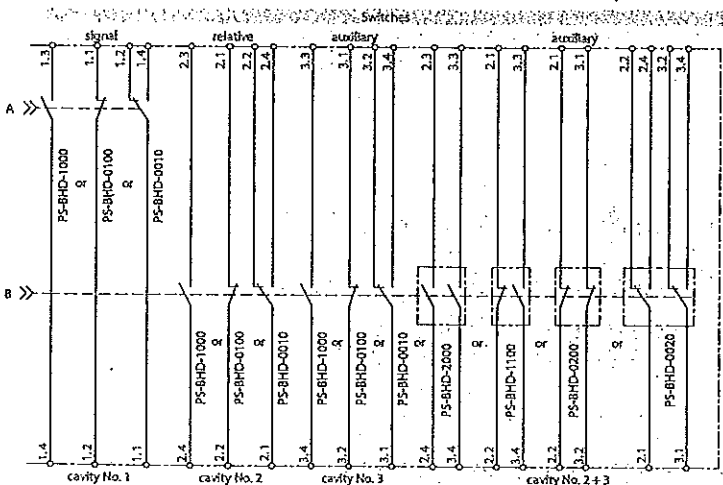 Switches
signal relative auxiliary auxiliary
1.3 1.1 1.2 1.4 2.3 2.1 2.2 2.4 3.3 3.1 3.2 3.4 2.3 3.3 2.1 3.3 2.1 3.1 2.2 2.4 3.2 3.4
A
PS-BHD-1000 or PS-BHD-0100 or PS-BHD-0010
B
PS-BHD-1000 or PS-BHD-0100 or PS-BHD-0010 PS-BHD-1000 or PS-BHD-0100 or PS-BHD-0010 or PS-BHD-2000 or PS-BHD-1100 or PS-BHD-0200 or PS-BHD-0020
1.4 1.2 1.1 2.4 2.2 2.1 3.4 3.2 3.1 2.4 3.4 2.2 3.4 2.2 3.2 2.1 3.1
cavity No. 1 cavity No. 2 cavity No. 3 cavity No. 2+3